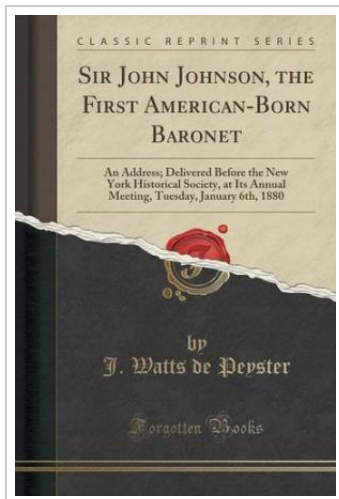 CLASSIC REPRINT SERIES
SIR JOHN JOHNSON, THE
FIRST AMERICAN-BORN
BARONET
An Address; Delivered Before the New
York Historical Society, at Its Annual
Meeting, Tuesday, January 6th, 1880
J
by
J. Watts de Peyster
Forgotten Books